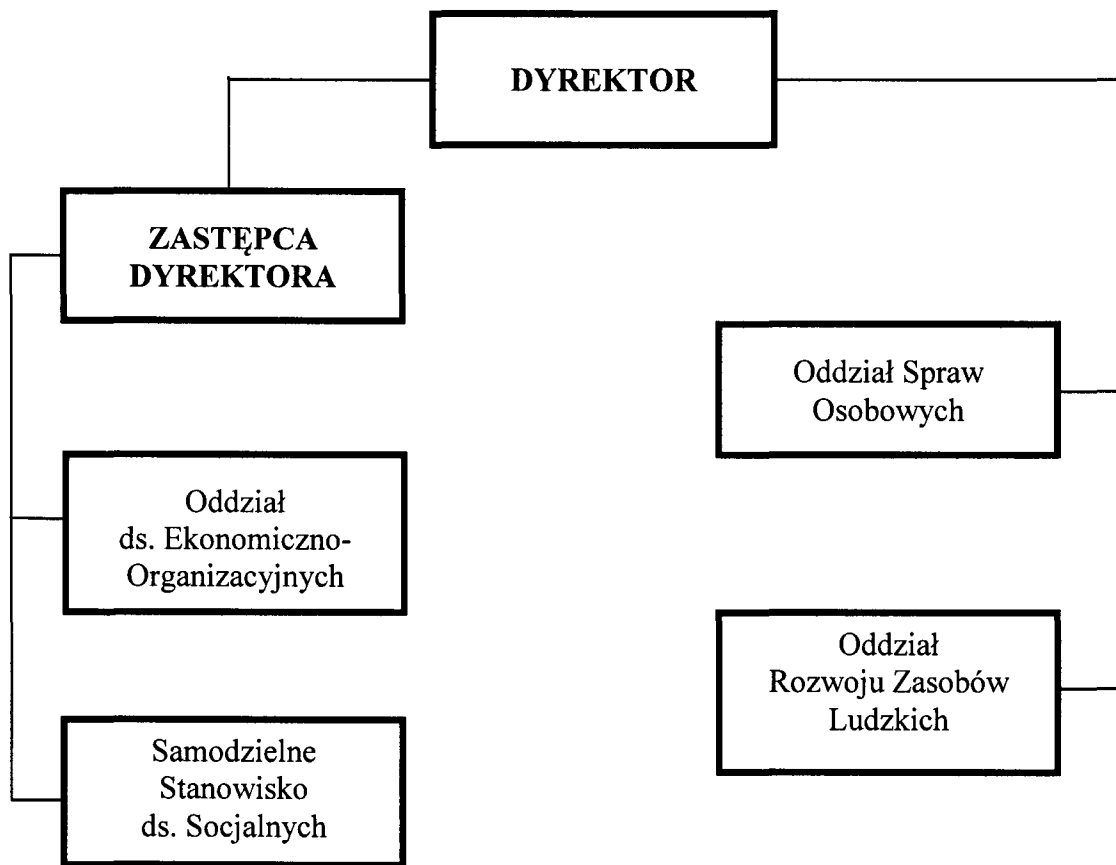 DYREKTOR
ZASTĘPCA
DYREKTORA
Oddział Spraw
Osobowych
Oddział
ds. Ekonomiczno-
Organizacyjnych
Oddział
Rozwoju Zasobów
Ludzkich
Samodzielne
Stanowisko
ds. Socjalnych